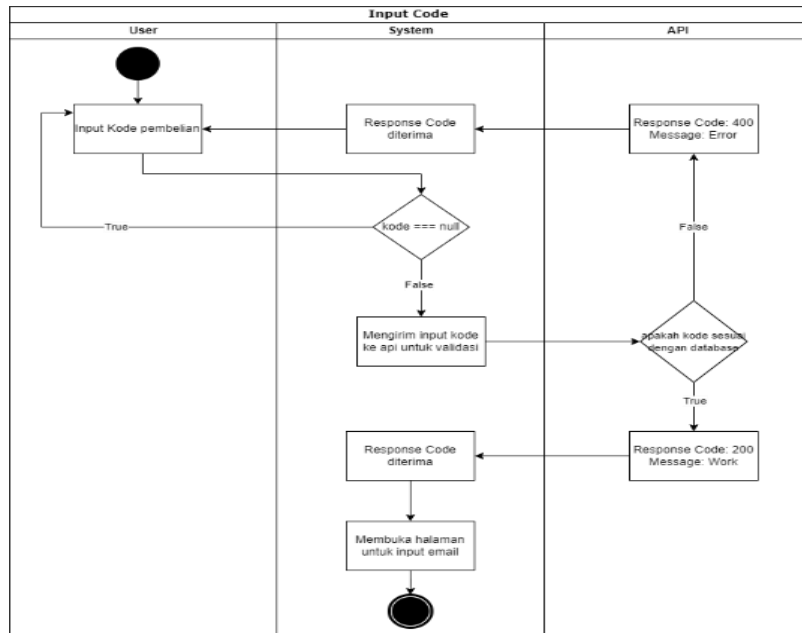 Input Code
User
System
API
Input Kode pembelian
Response Code
diterima
Response Code: 400
Message: Error
kode === null
True
False
False
Mengirim input kode
ke api untuk validasi
apakah kode sesuai
dengan database
True
Response Code
diterima
Response Code: 200
Message: Work
Membuka halaman
untuk input email